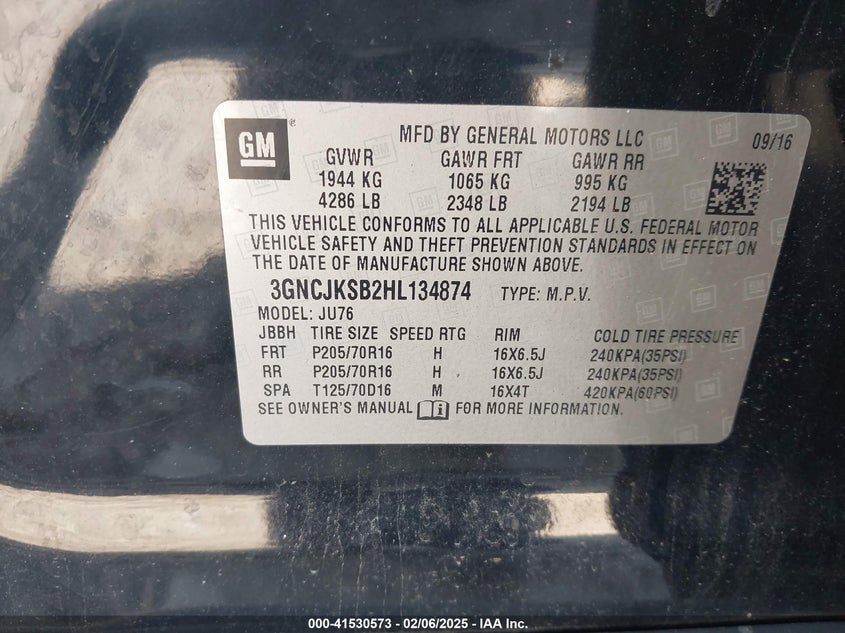 GM ®
MFD BY GENERAL MOTORS LLC 09/16
GVWR GAWR FRT GAWR RR
1944 KG 1065 KG 995 KG
4286 LB 2348 LB 2194 LB
THIS VEHICLE CONFORMS TO ALL APPLICABLE U.S. FEDERAL MOTOR
VEHICLE SAFETY AND THEFT PREVENTION STANDARDS IN EFFECT ON
THE DATE OF MANUFACTURE SHOWN ABOVE.
3GNCJKSB2HL134874 TYPE: M.P.V.
MODEL: JU76
JBBH TIRE SIZE SPEED RTG RIM COLD TIRE PRESSURE
FRT P205/70R16 H 16X6.5J 240KPA(35PSI)
RR P205/70R16 H 16X6.5J 240KPA(35PSI)
SPA T125/70D16 M 16X4T 420KPA(60PSI)
SEE OWNER'S MANUAL FOR MORE INFORMATION.
000-41530573 - 02/06/2025 - IAA Inc.